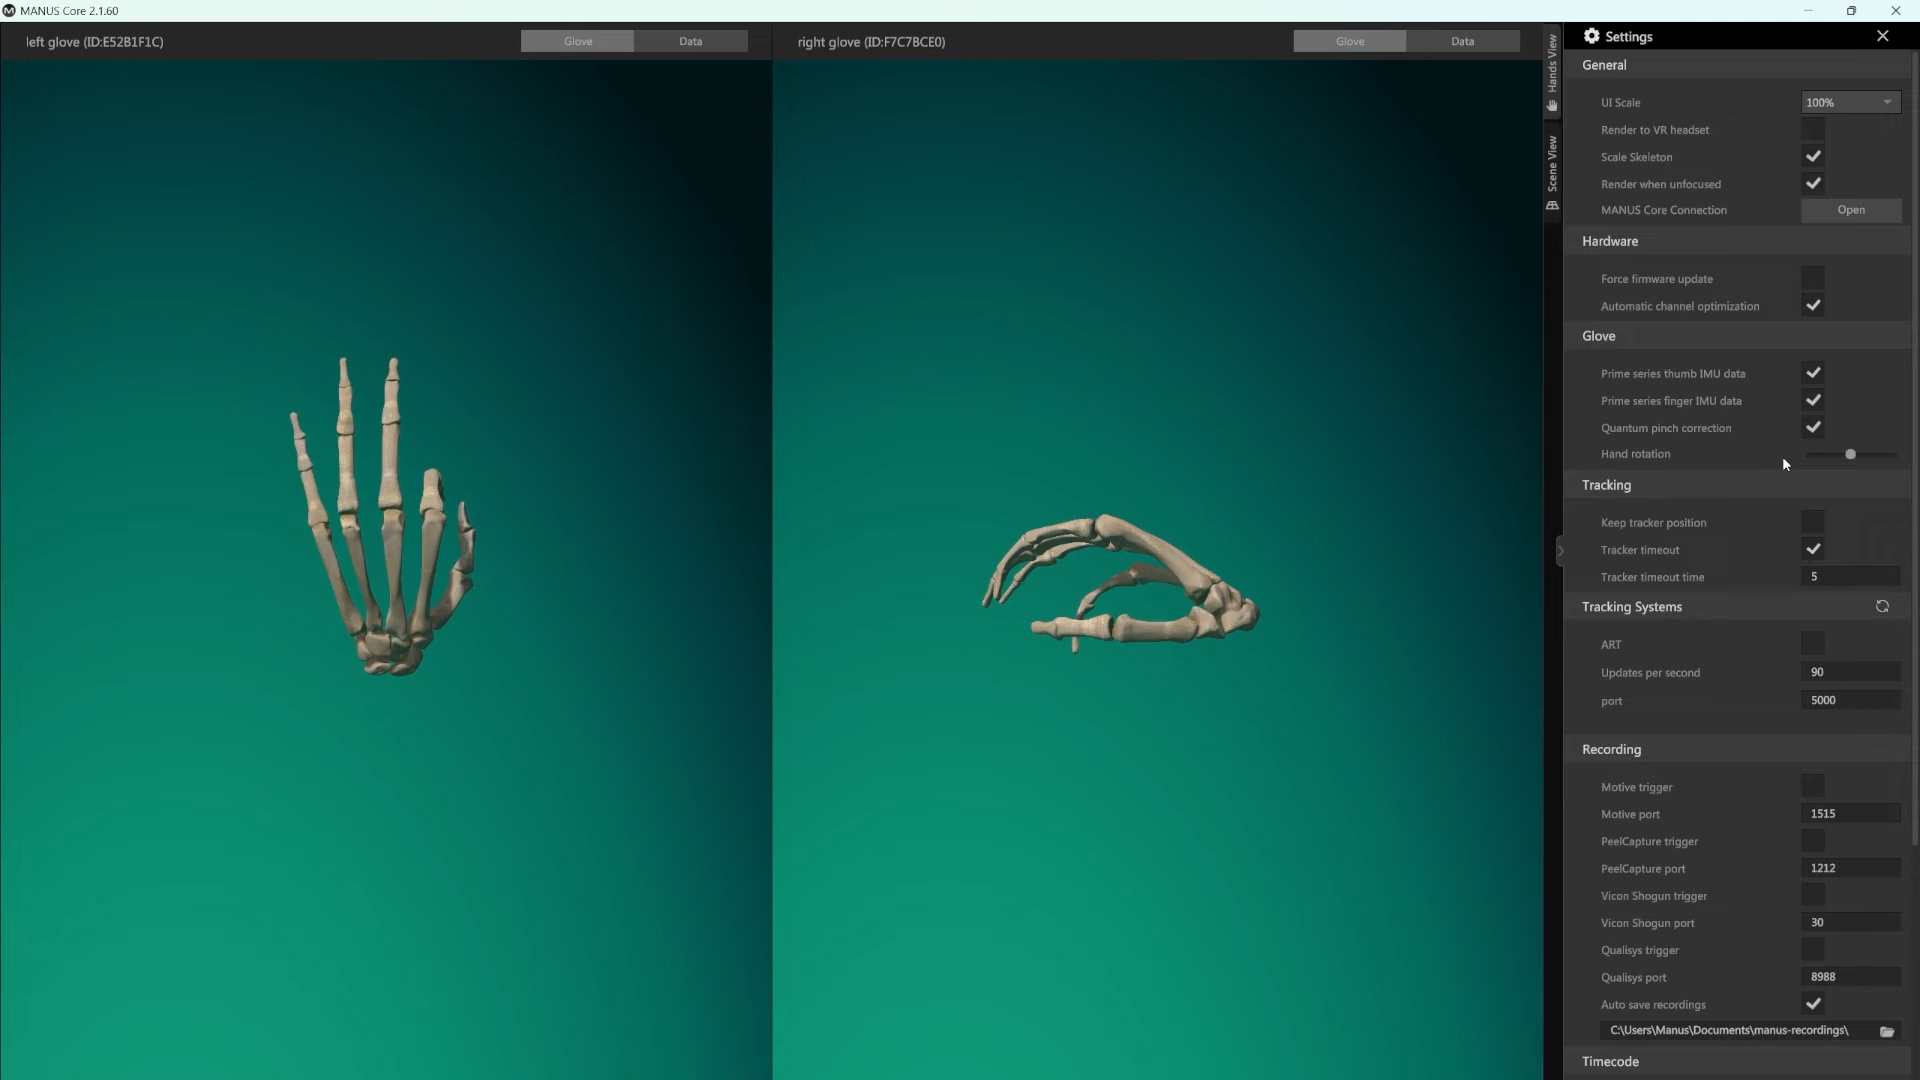 MANUS Core 2.1.60
left glove (ID:E52B1F1C)
Glove
Data
right glove (ID:F7C7BCE0)
Glove
Data
Hands View
Scene View
Settings
General
UI Scale
100%
Render to VR headset
Scale Skeleton
Render when unfocused
MANUS Core Connection
Open
Hardware
Force firmware update
Automatic channel optimization
Glove
Prime series thumb IMU data
Prime series finger IMU data
Quantum pinch correction
Hand rotation
Tracking
Keep tracker position
Tracker timeout
Tracker timeout time
5
Tracking Systems
ART
Updates per second
90
port
5000
Recording
Motive trigger
Motive port
1515
PeelCapture trigger
PeelCapture port
1212
Vicon Shogun trigger
Vicon Shogun port
30
Qualisys trigger
Qualisys port
8988
Auto save recordings
C:\Users\Manus\Documents\manus-recordings\
Timecode